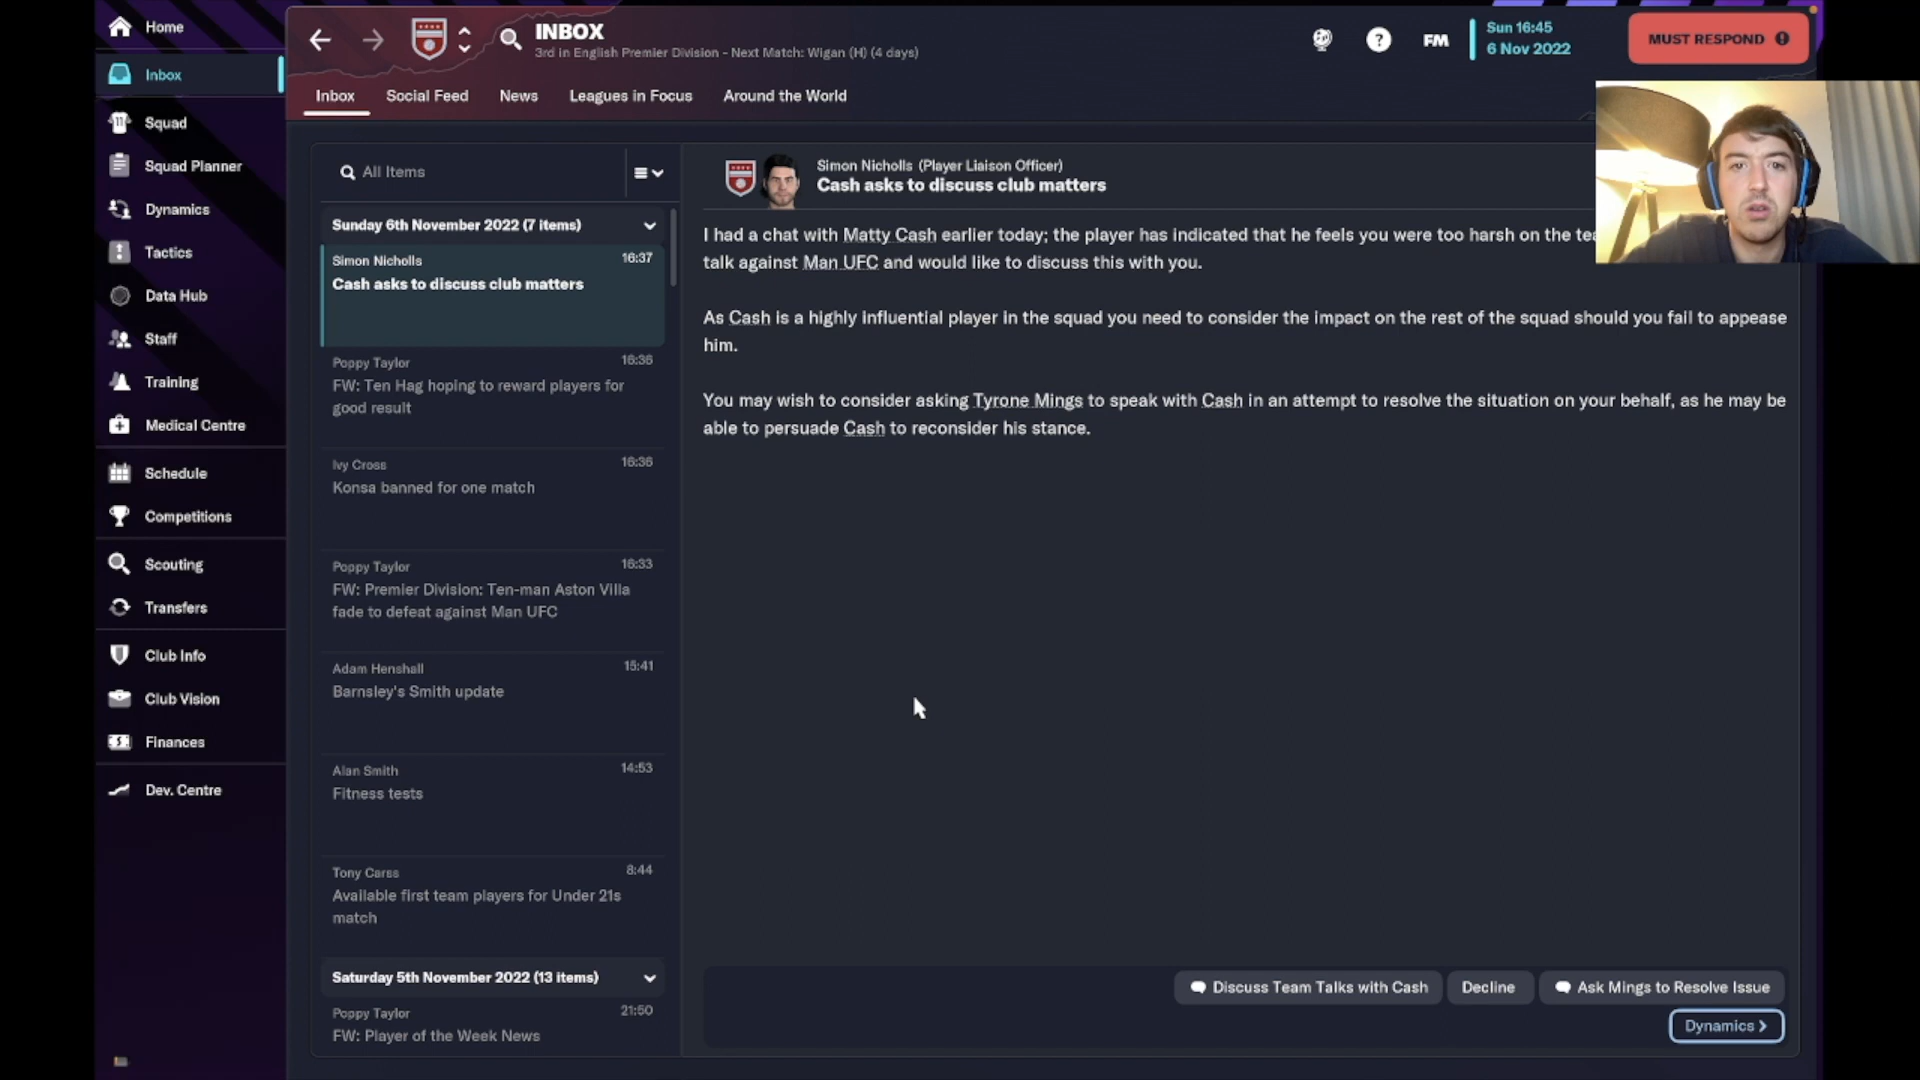 Home
Inbox
Squad
Squad Planner
Dynamics
Tactics
Data Hub
Staff
Training
Medical Centre
Schedule
Competitions
Scouting
Transfers
Club Info
Club Vision
Finances
Dev. Centre
INBOX
3rd in English Premier Division - Next Match: Wigan (H) (4 days)
?
FM
Sun 16:45
6 Nov 2022
MUST RESPOND
Inbox Social Feed News Leagues in Focus Around the World
All Items
Sunday 6th November 2022 (7 items)
Simon Nicholls 16:37
Cash asks to discuss club matters
Poppy Taylor 16:36
FW: Ten Hag hoping to reward players for
good result
Ivy Cross 16:36
Konsa banned for one match
Poppy Taylor 16:33
FW: Premier Division: Ten-man Aston Villa
fade to defeat against Man UFC
Adam Henshall 15:41
Barnsley's Smith update
Alan Smith 14:53
Fitness tests
Tony Carss 8:44
Available first team players for Under 21s
match
Saturday 5th November 2022 (13 items)
Poppy Taylor 21:50
FW: Player of the Week News
Simon Nicholls (Player Liaison Officer)
Cash asks to discuss club matters
I had a chat with Matty Cash earlier today; the player has indicated that he feels you were too harsh on the
talk against Man UFC and would like to discuss this with you.
As Cash is a highly influential player in the squad you need to consider the impact on the rest of the squad should you fail to appease
him.
You may wish to consider asking Tyrone Mings to speak with Cash in an attempt to resolve the situation on your behalf, as he may be
able to persuade Cash to reconsider his stance.
Discuss Team Talks with Cash
Decline
Ask Mings to Resolve Issue
Dynamics >